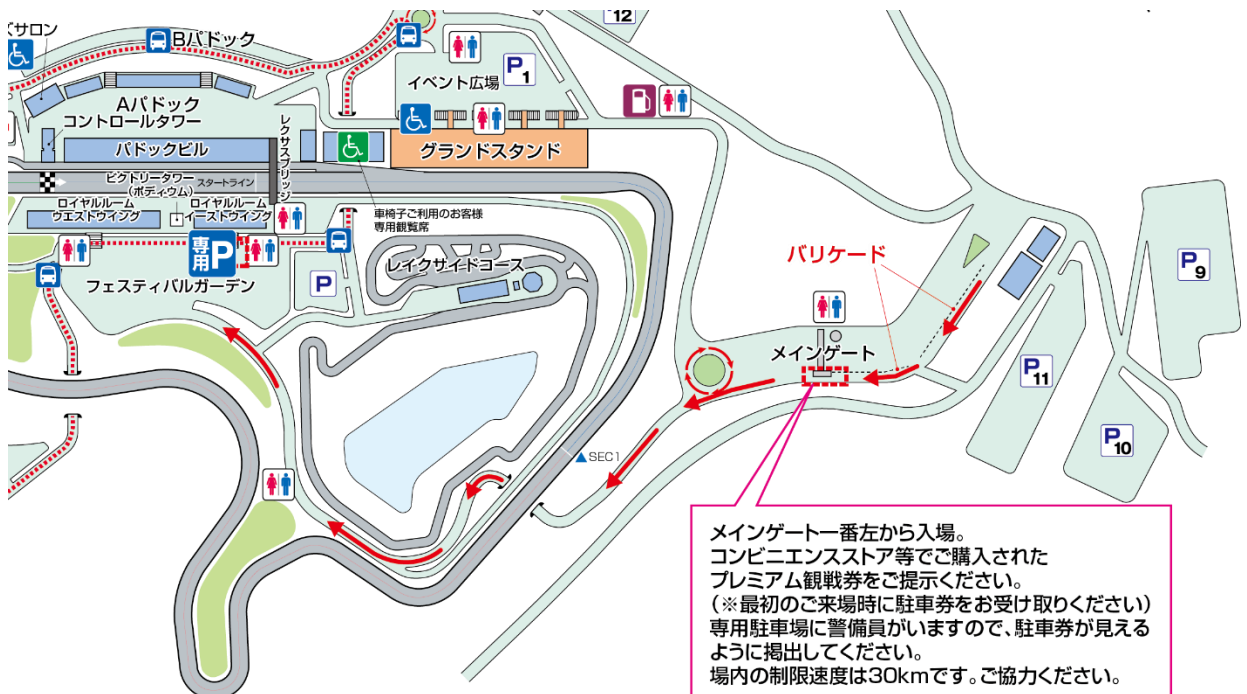 サロン
Bパドック
12
P1
イベント広場
Aパドック
コントロールタワー
パドックビル
レクサスブリッジ
グランドスタンド
ビクトリータワー
(ポディウム)
スタートライン
ロイヤルルーム
ウエストウイング
ロイヤルルーム
イーストウイング
車椅子ご利用のお客様
専用観覧席
専用P
フェスティバルガーデン
P
レイクサイドコース
バリケード
P9
メインゲート
P11
P10
SEC1
メインゲート一番左から入場。
コンビニエンスストア等でご購入された
プレミアム観戦券をご提示ください。
(※最初のご来場時に駐車券をお受け取りください)
専用駐車場に警備員がいますので、駐車券が見える
ように掲出してください。
場内の制限速度は30kmです。ご協力ください。